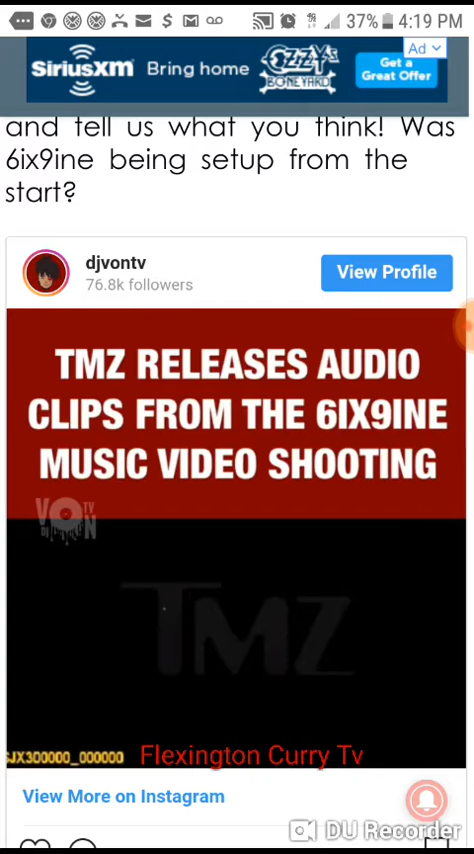 37% 4:19 PM
Ad
SiriusXM Bring home OZZY'S BONEYARD Get a Great Offer
and tell us what you think! Was
6ix9ine being setup from the
start?
djvontv
76.8k followers
View Profile
TMZ RELEASES AUDIO
CLIPS FROM THE 6IX9INE
MUSIC VIDEO SHOOTING
DJ VON TV
TMZ
JX300000_000000 Flexington Curry Tv
View More on Instagram
DU Recorder